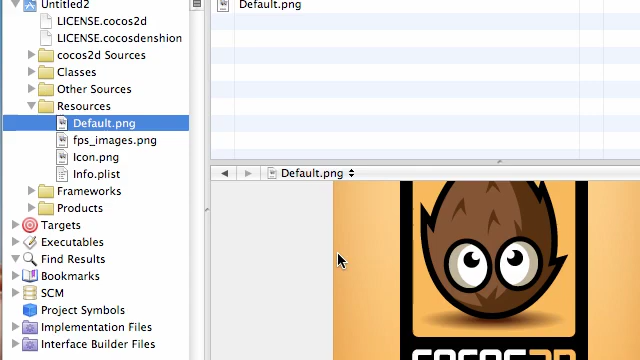 Untitled2
LICENSE.cocos2d
LICENSE.cocosdenshion
cocos2d Sources
Classes
Other Sources
Resources
Default.png
fps_images.png
Icon.png
Info.plist
Frameworks
Products
Targets
Executables
Find Results
Bookmarks
SCM
Project Symbols
Implementation Files
Interface Builder Files
Default.png
Default.png
COCOS2D